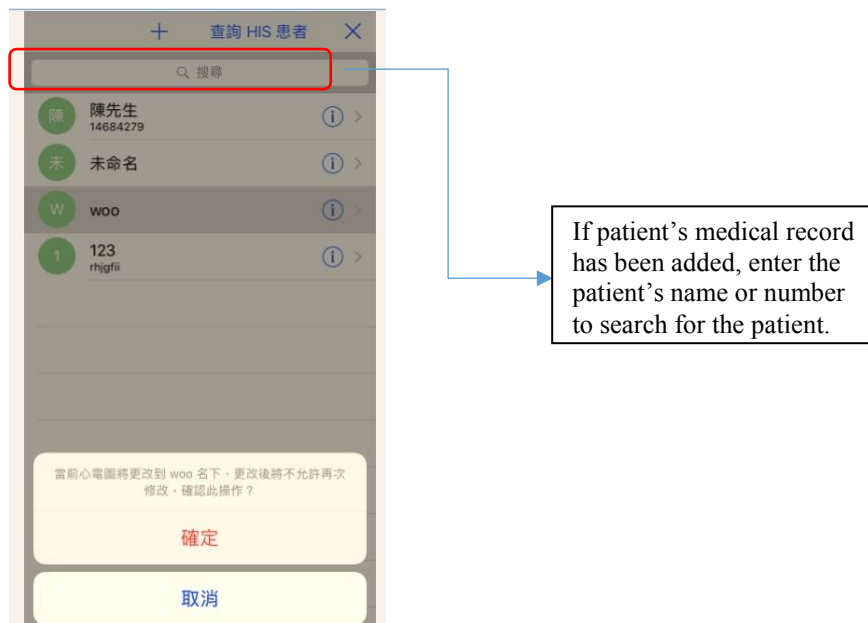 ＋ 查詢 HIS 患者 ×
搜尋
陳 陳先生
14684279
未 未命名
W woo
1 123
rhjgfii
If patient’s medical record
has been added, enter the
patient’s name or number
to search for the patient.
當前心電圖將更改到 woo 名下，更改後將不允許再次
修改，確認此操作？
確定
取消